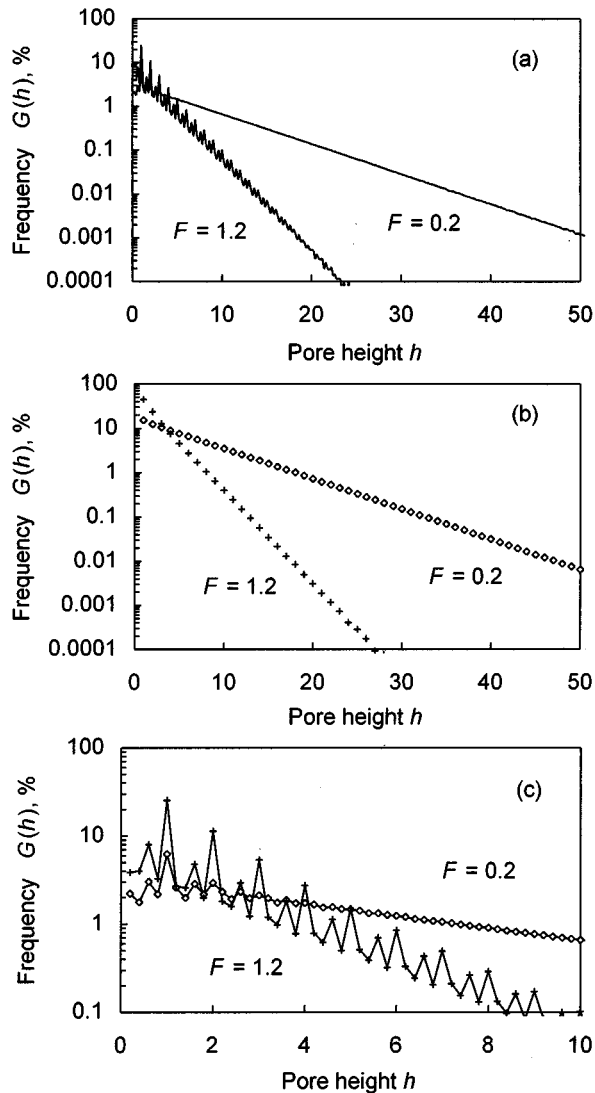 100
(a)
10
1
0.1
0.01
0.001
0.0001
Frequency G(h), %
F = 1.2
F = 0.2
0 10 20 30 40 50
Pore height h
100
(b)
10
1
0.1
0.01
0.001
0.0001
Frequency G(h), %
F = 1.2
F = 0.2
0 10 20 30 40 50
Pore height h
100
(c)
10
1
0.1
Frequency G(h), %
F = 0.2
F = 1.2
0 2 4 6 8 10
Pore height h